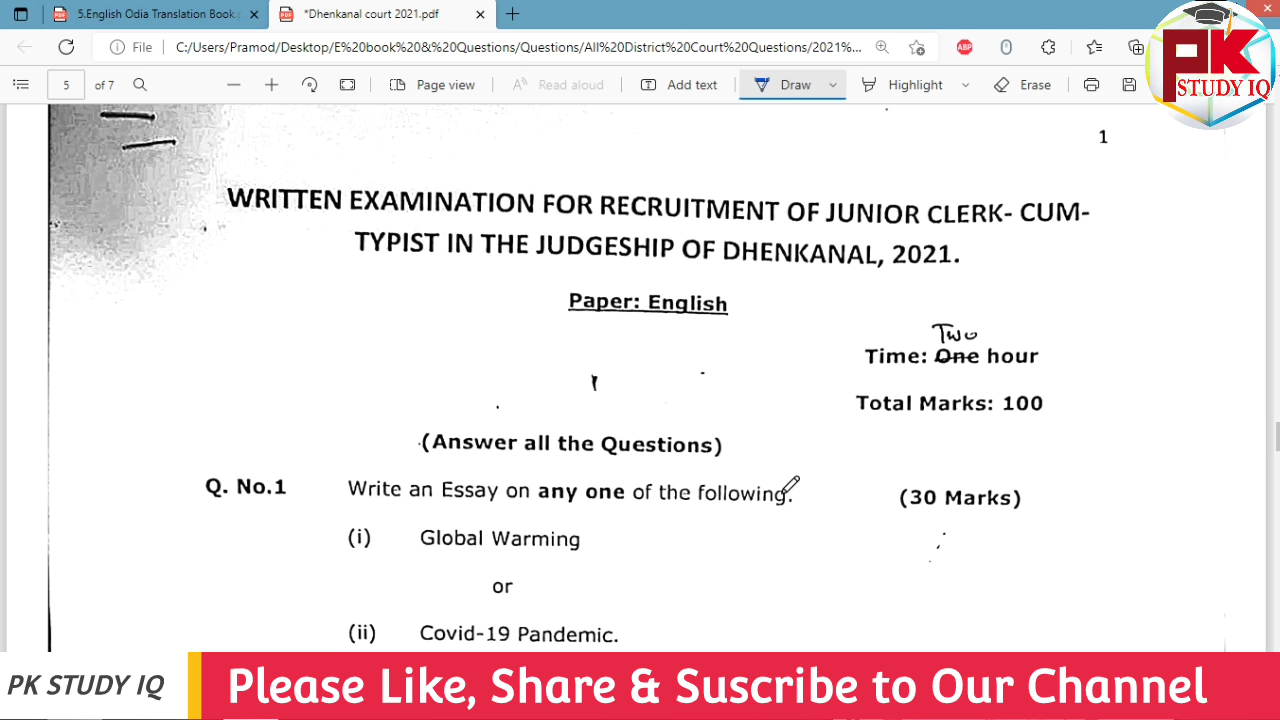 5.English Odia Translation Book.
*Dhenkanal court 2021.pdf
File C:/Users/Pramod/Desktop/E%20book%20&%20Questions/Questions/All%20District%20Court%20Questions/2021%...
ABP
5 of 7 Page view Read aloud Add text Draw Highlight Erase
PK
STUDY IQ
1
WRITTEN EXAMINATION FOR RECRUITMENT OF JUNIOR CLERK- CUM-
TYPIST IN THE JUDGESHIP OF DHENKANAL, 2021.
Paper: English
Two
Time: One hour
Total Marks: 100
(Answer all the Questions)
Q. No.1 Write an Essay on any one of the following. (30 Marks)
(i) Global Warming
or
(ii) Covid-19 Pandemic.
PK STUDY IQ Please Like, Share & Suscribe to Our Channel